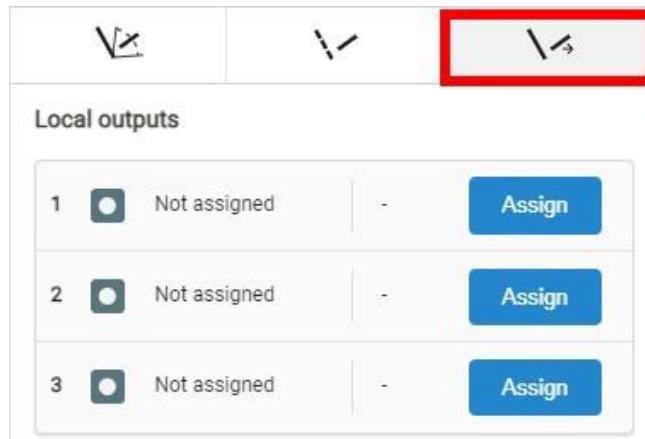 Local outputs
1 Not assigned - Assign
2 Not assigned - Assign
3 Not assigned - Assign